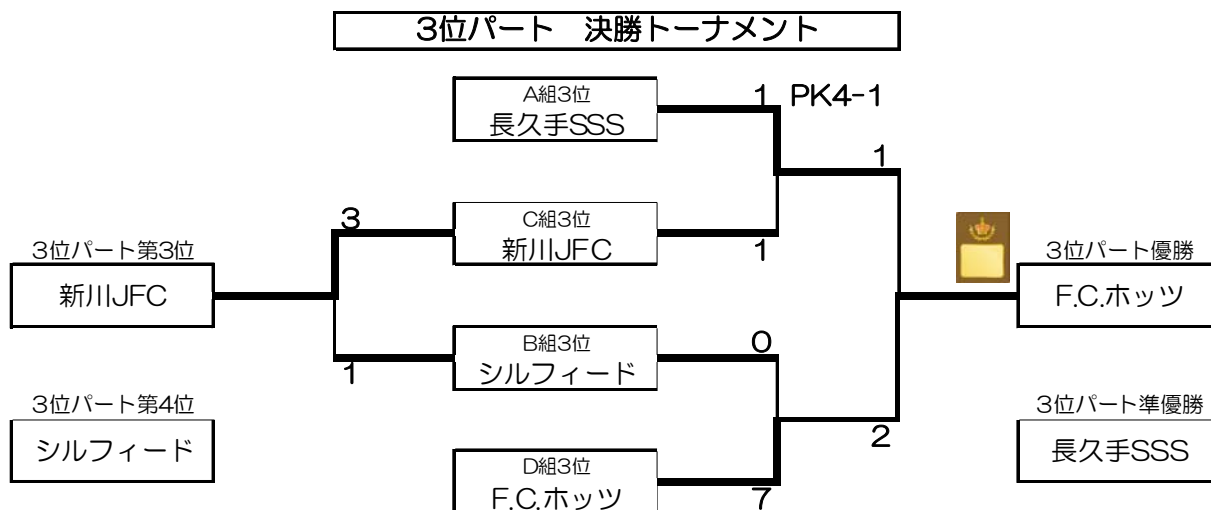 3位パート 決勝トーナメント
A組3位
長久手SSS
1 PK4-1
1
3
C組3位
新川JFC
1
3位パート第3位
新川JFC
3位パート優勝
F.C.ホッツ
B組3位
シルフィード
0
1
3位パート第4位
シルフィード
2
3位パート準優勝
長久手SSS
D組3位
F.C.ホッツ
7